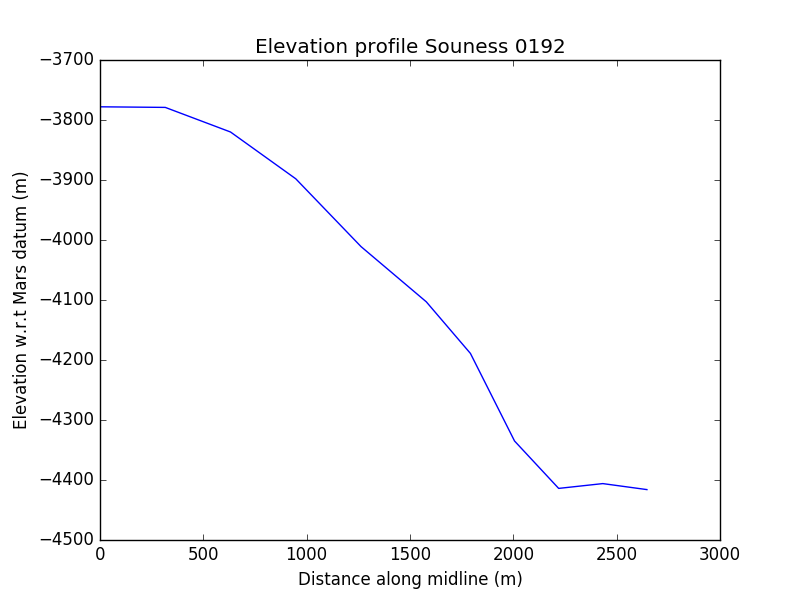 Elevation profile Souness 0192
−3700
−3800
−3900
−4000
−4100
−4200
−4300
−4400
−4500
Elevation w.r.t Mars datum (m)
0 500 1000 1500 2000 2500 3000
Distance along midline (m)